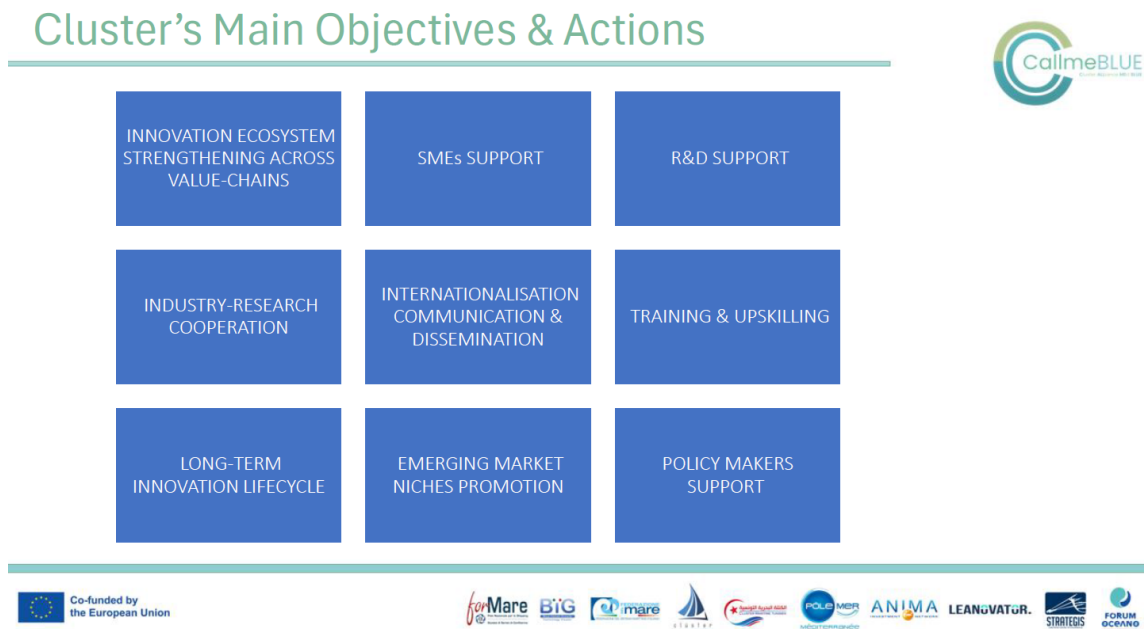 Cluster's Main Objectives & Actions
CallmeBLUE
INNOVATION ECOSYSTEM
STRENGTHENING ACROSS
VALUE-CHAINS
SMEs SUPPORT
R&D SUPPORT
INDUSTRY-RESEARCH
COOPERATION
INTERNATIONALISATION
COMMUNICATION &
DISSEMINATION
TRAINING & UPSKILLING
LONG-TERM
INNOVATION LIFECYCLE
EMERGING MARKET
NICHES PROMOTION
POLICY MAKERS
SUPPORT
Co-funded by
the European Union
forMare
BIG
imare
cluster
POLE MER
MÉDITERRANÉE
ANIMA
LEANOVATOR.
STRATEGIS
FORUM
OCEANO